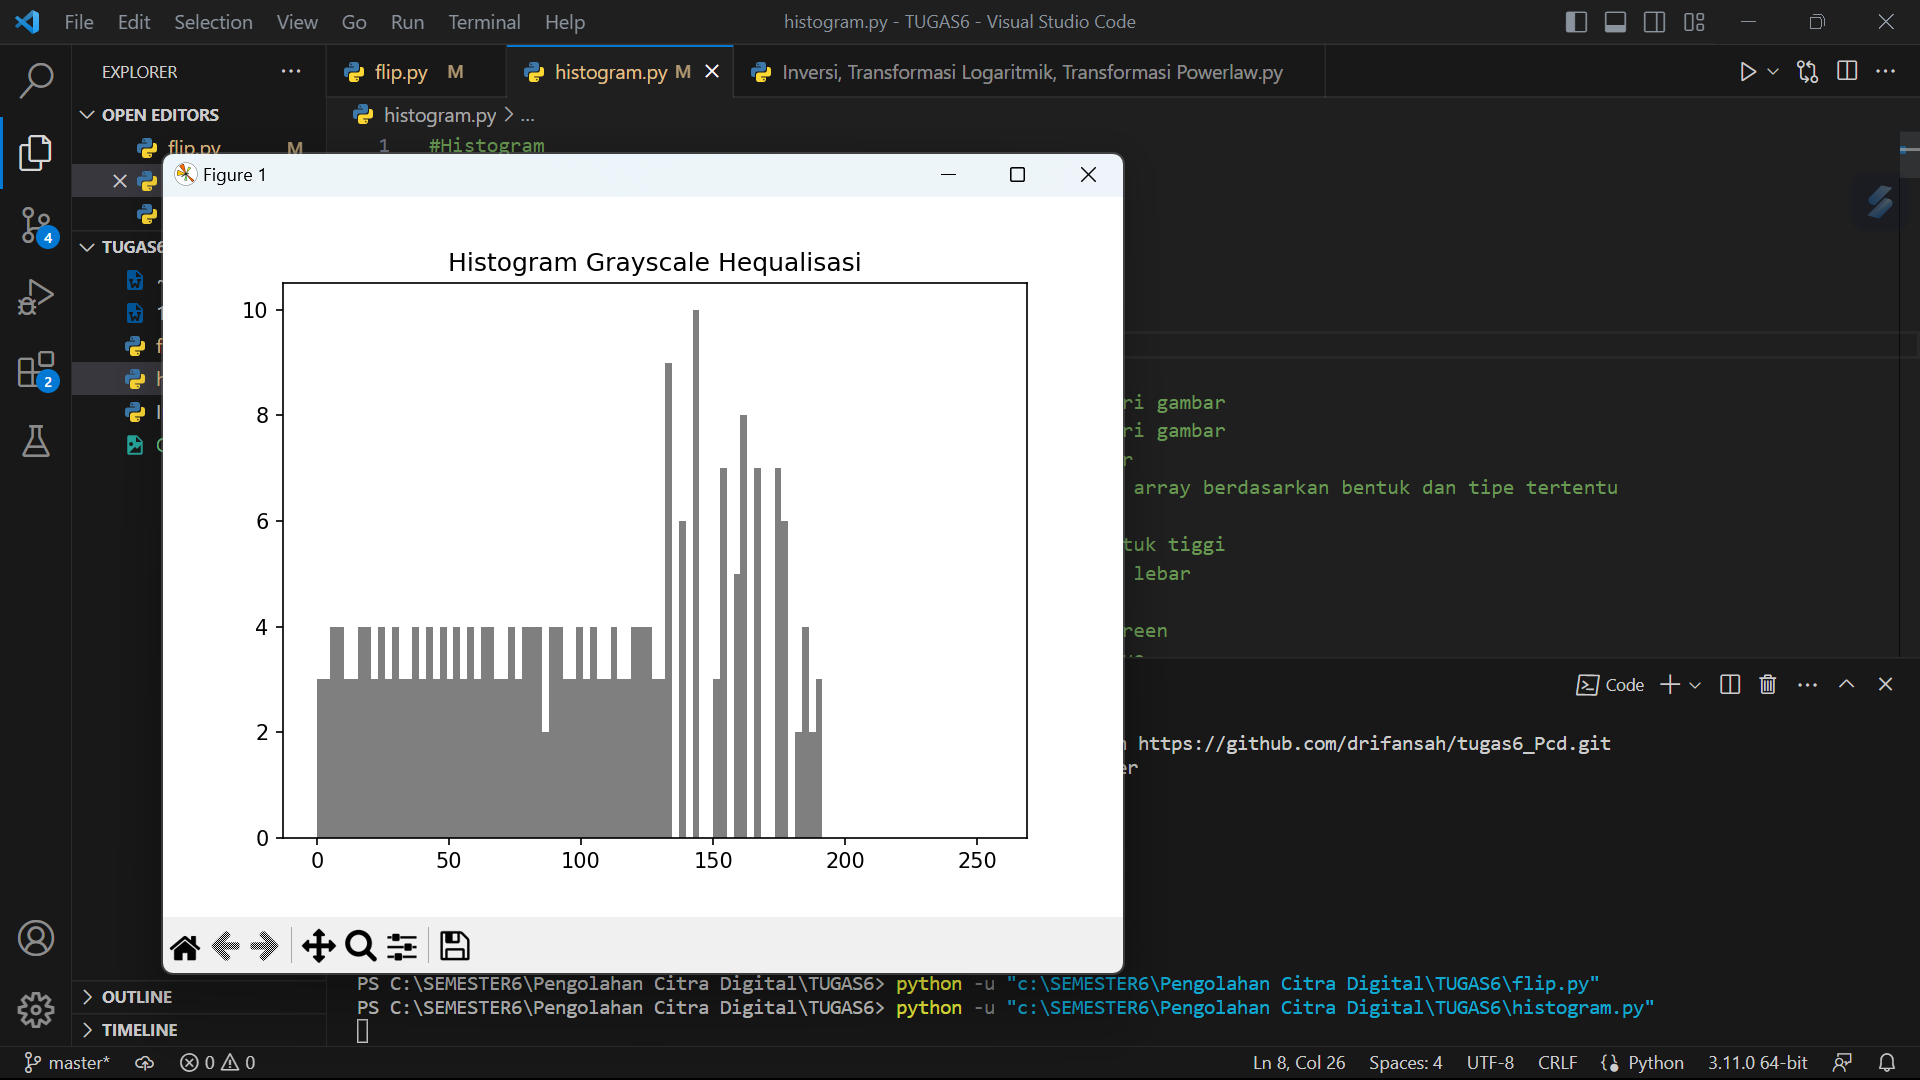 File Edit Selection View Go Run Terminal Help
histogram.py - TUGAS6 - Visual Studio Code
EXPLORER
flip.py M
histogram.py M
Inversi, Transformasi Logaritmik, Transformasi Powerlaw.py
OPEN EDITORS
histogram.py > ...
flip.py M
1 #Histogram
Figure 1
4
TUGAS6
Histogram Grayscale Hequalisasi
10
8
6
4
2
0
0 50 100 150 200 250
2
ri gambar
ri gambar
r
array berdasarkan bentuk dan tipe tertentu
tuk tiggi
lebar
reen
Code
https://github.com/drifansah/tugas6_Pcd.git
er
PS C:\SEMESTER6\Pengolahan Citra Digital\TUGAS6> python -u "c:\SEMESTER6\Pengolahan Citra Digital\TUGAS6\flip.py"
PS C:\SEMESTER6\Pengolahan Citra Digital\TUGAS6> python -u "c:\SEMESTER6\Pengolahan Citra Digital\TUGAS6\histogram.py"
OUTLINE
TIMELINE
master* 0 0
Ln 8, Col 26 Spaces: 4 UTF-8 CRLF Python 3.11.0 64-bit